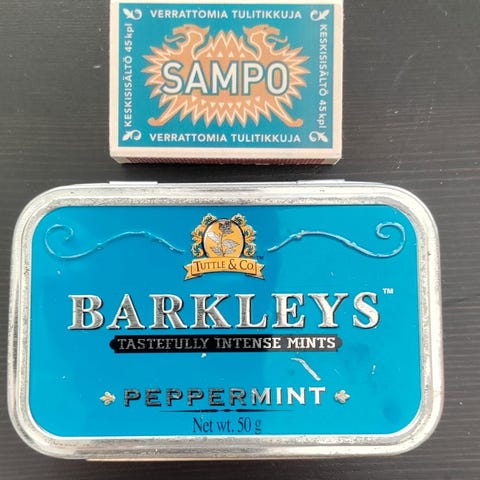 VERRATTOMIA TULITIKKUJA
KESKISISÄLTÖ 45 kpl
SAMPO
KESKISISÄLTÖ 45 kpl
VERRATTOMIA TULITIKKUJA
TUTTLE & CO.
BARKLEYS™
TASTEFULLY INTENSE MINTS
PEPPERMINT
Net wt. 50 g